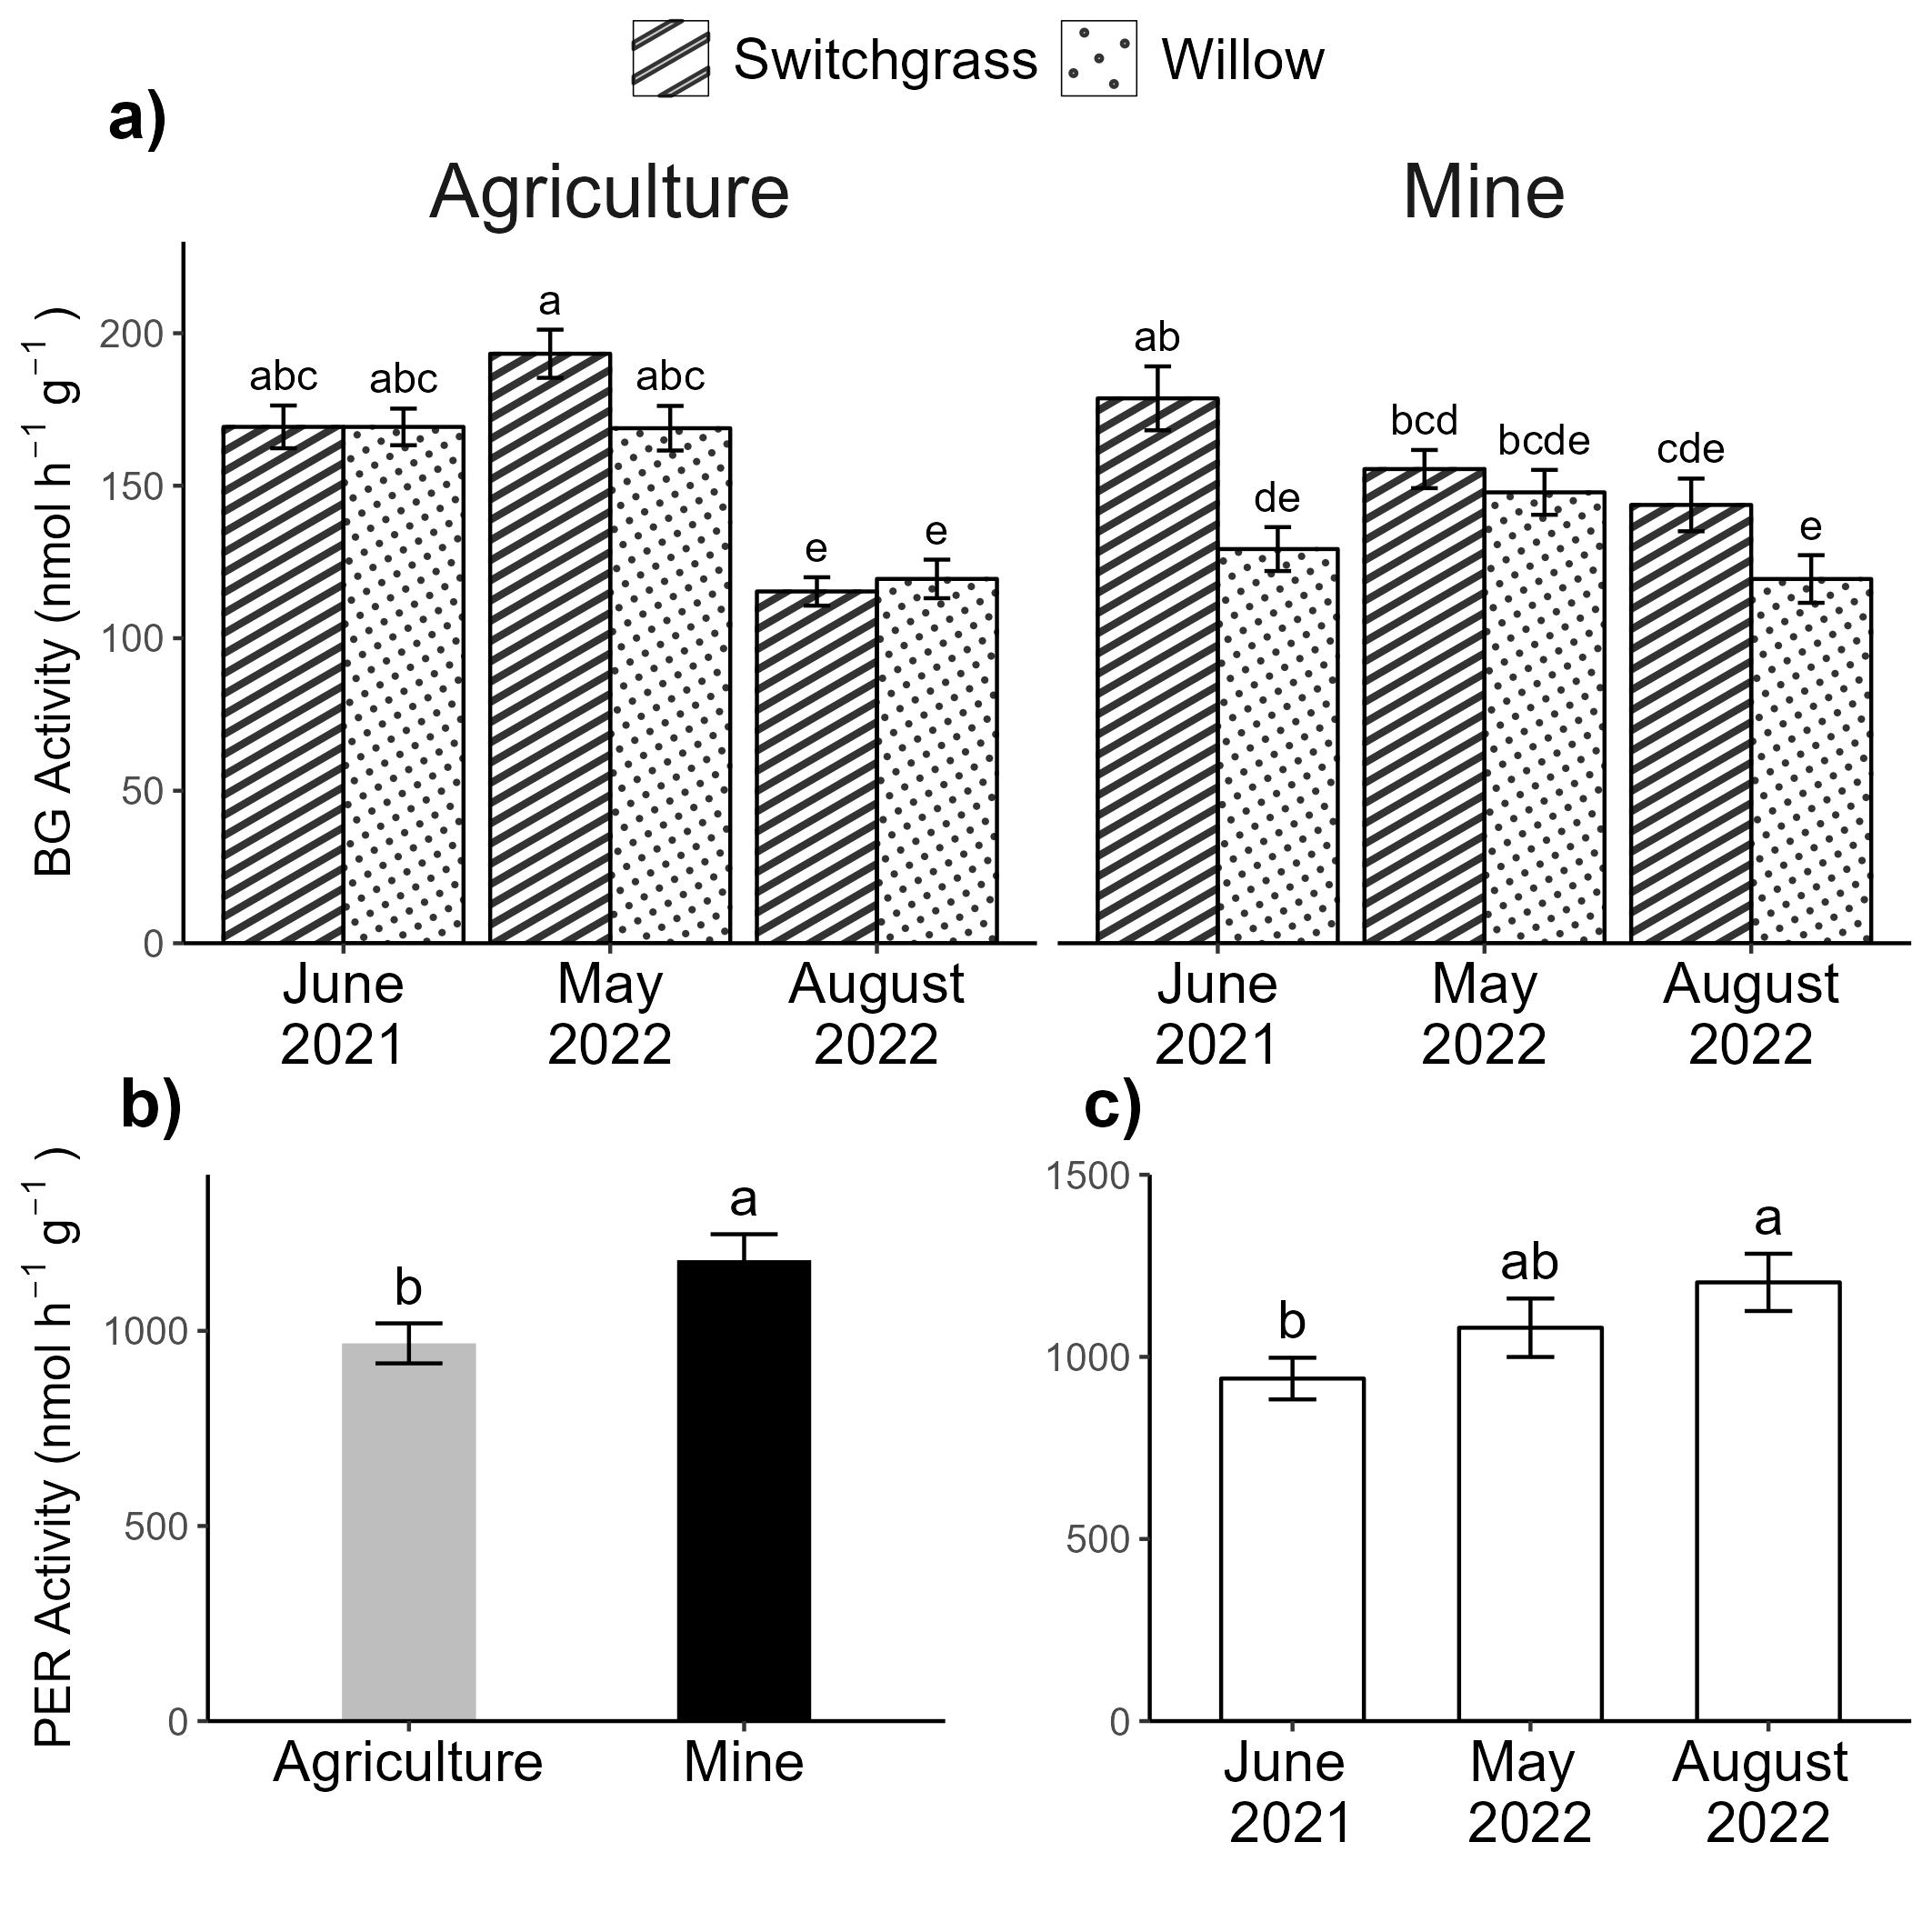 Switchgrass Willow
a)
Agriculture Mine
BG Activity (nmol h⁻¹ g⁻¹ )
200
150
100
50
0
abc abc a abc e e
ab de bcd bcde cde e
June May August June May August
2021 2022 2022 2021 2022 2022
b)
PER Activity (nmol h⁻¹ g⁻¹ )
1000
500
0
b a
Agriculture Mine
c)
1500
1000
500
0
b ab a
June May August
2021 2022 2022